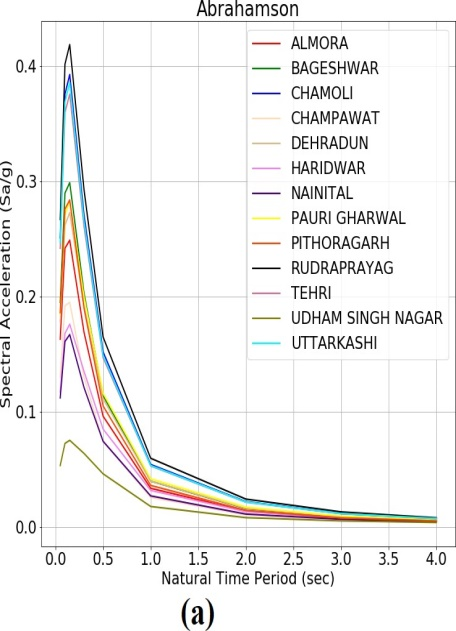 Abrahamson
Spectral Acceleration (Sa/g)
0.4
0.3
0.2
0.1
0.0
ALMORA
BAGESHWAR
CHAMOLI
CHAMPAWAT
DEHRADUN
HARIDWAR
NAINITAL
PAURI GHARWAL
PITHORAGARH
RUDRAPRAYAG
TEHRI
UDHAM SINGH NAGAR
UTTARKASHI
0.0 0.5 1.0 1.5 2.0 2.5 3.0 3.5 4.0
Natural Time Period (sec)
(a)